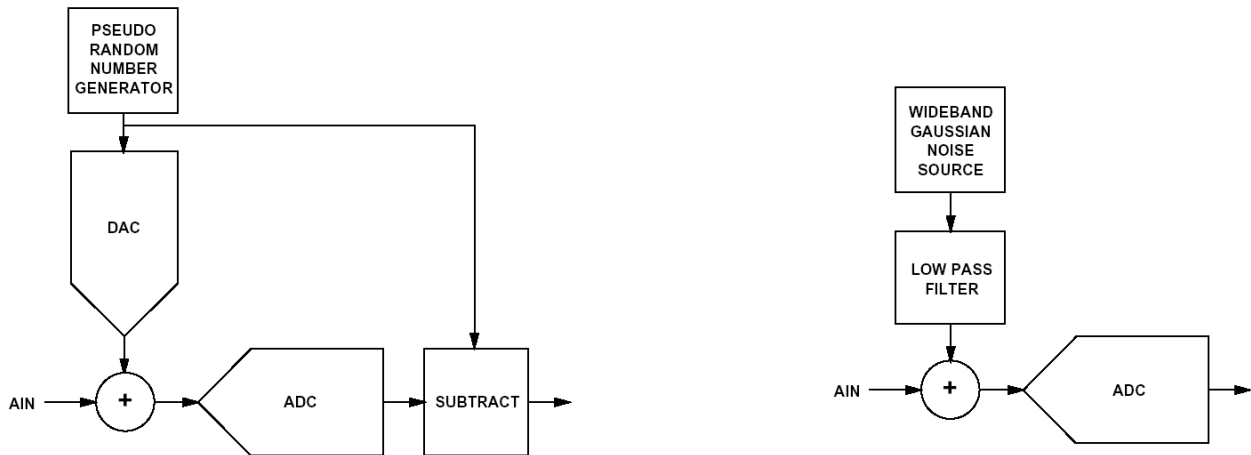 PSEUDO
RANDOM
NUMBER
GENERATOR
DAC
AIN
+
ADC
SUBTRACT
WIDEBAND
GAUSSIAN
NOISE
SOURCE
LOW PASS
FILTER
AIN
+
ADC